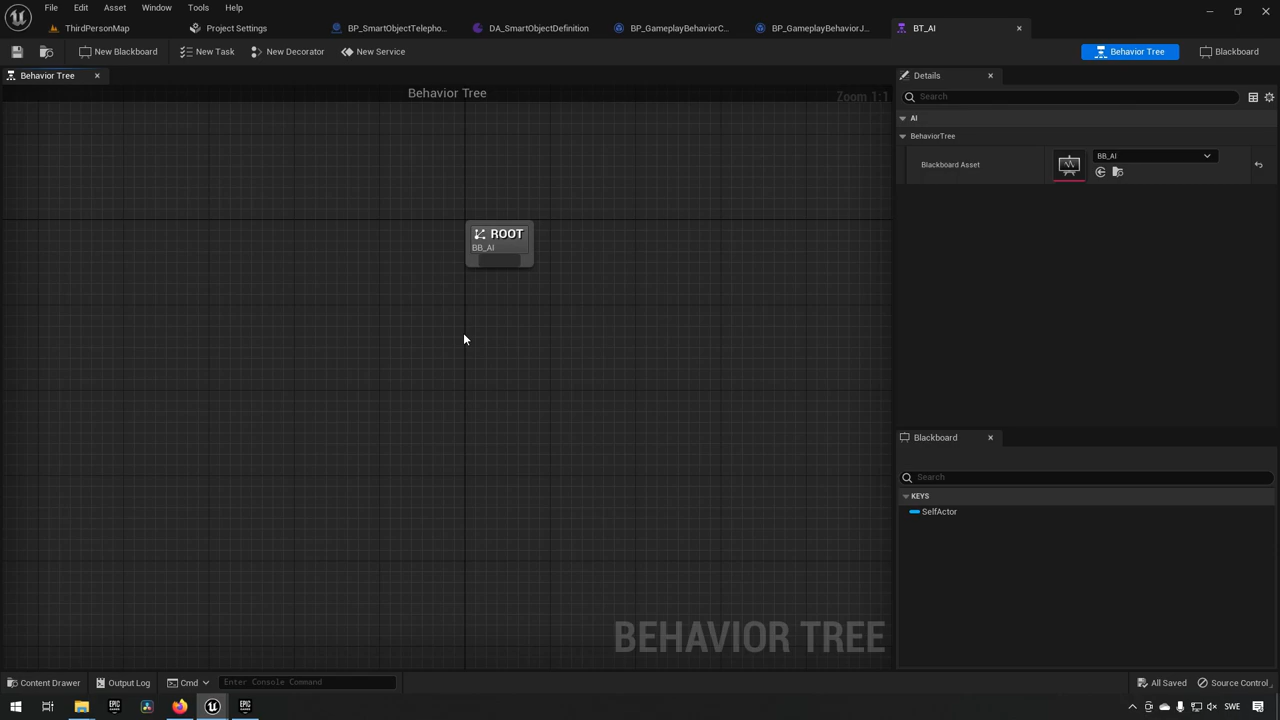 File Edit Asset Window Tools Help
ThirdPersonMap Project Settings BP_SmartObjectTelepho... DA_SmartObjectDefinition BP_GameplayBehaviorC... BP_GameplayBehaviorJ... BT_AI
New Blackboard New Task New Decorator New Service Behavior Tree Blackboard
Behavior Tree
Details
Behavior Tree
Zoom 1:1
Search
AI
BehaviorTree
Blackboard Asset
BB_AI
ROOT
BB_AI
Blackboard
Search
KEYS
SelfActor
BEHAVIOR TREE
Content Drawer Output Log Cmd Enter Console Command All Saved Source Control
EPIC EPIC SWE